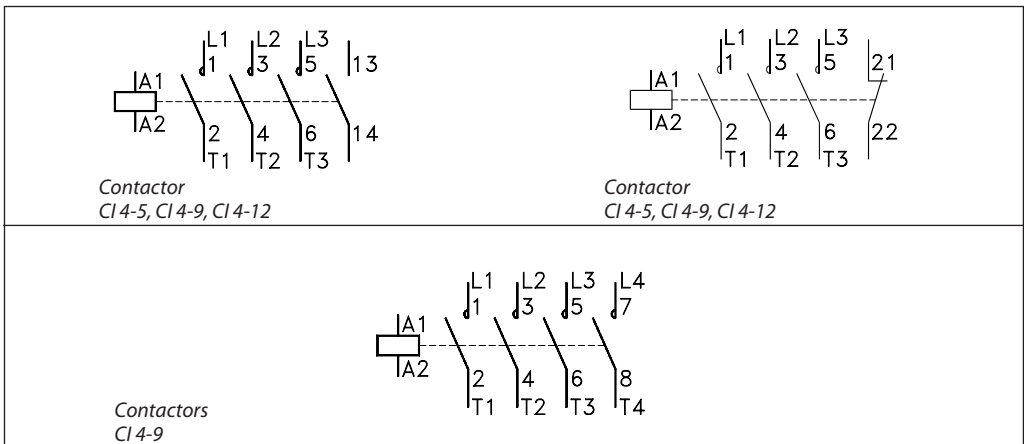 L1 L2 L3
1 3 5 13
A1
A2
2 4 6 14
T1 T2 T3
Contactor
CI 4-5, CI 4-9, CI 4-12
L1 L2 L3
1 3 5 21
A1
A2
2 4 6 22
T1 T2 T3
Contactor
CI 4-5, CI 4-9, CI 4-12
L1 L2 L3 L4
1 3 5 7
A1
A2
2 4 6 8
T1 T2 T3 T4
Contactors
CI 4-9